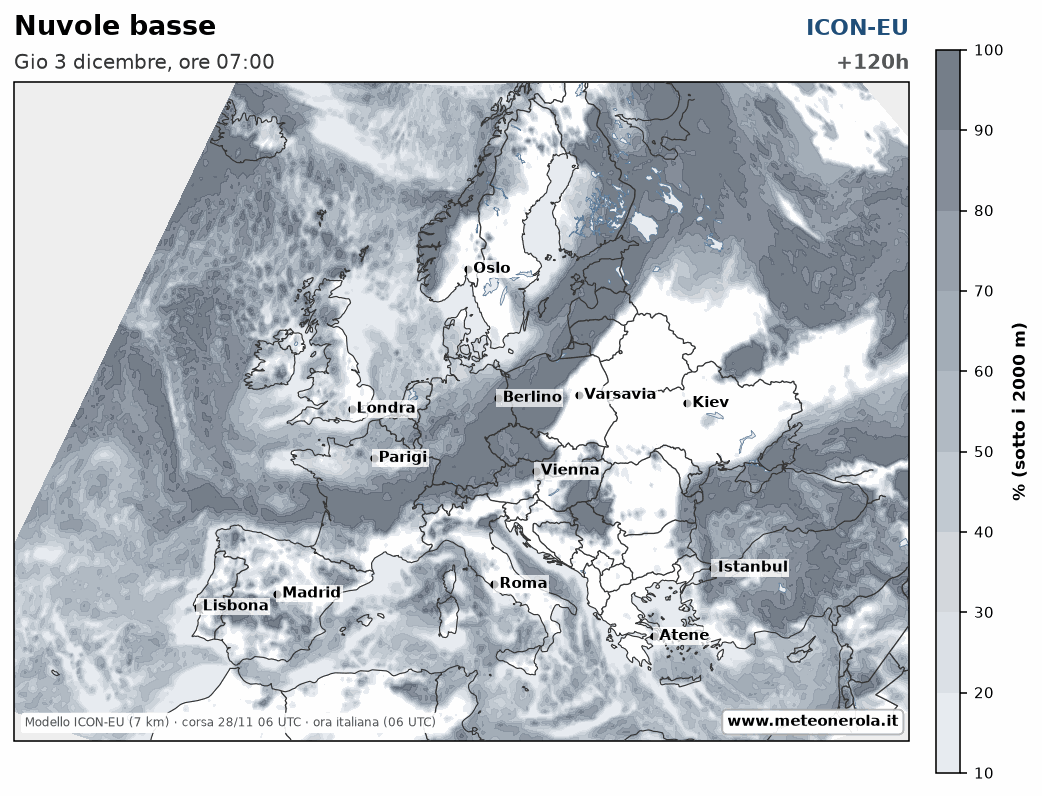 Nuvole basse
ICON-EU
Gio 3 dicembre, ore 07:00
+120h
Oslo
Londra
Berlino
Varsavia
Kiev
Parigi
Vienna
Istanbul
Lisbona
Madrid
Roma
Atene
Modello ICON-EU (7 km) · corsa 28/11 06 UTC · ora italiana (06 UTC)
www.meteonerola.it
100
90
80
70
60
50
40
30
20
10
% (sotto i 2000 m)